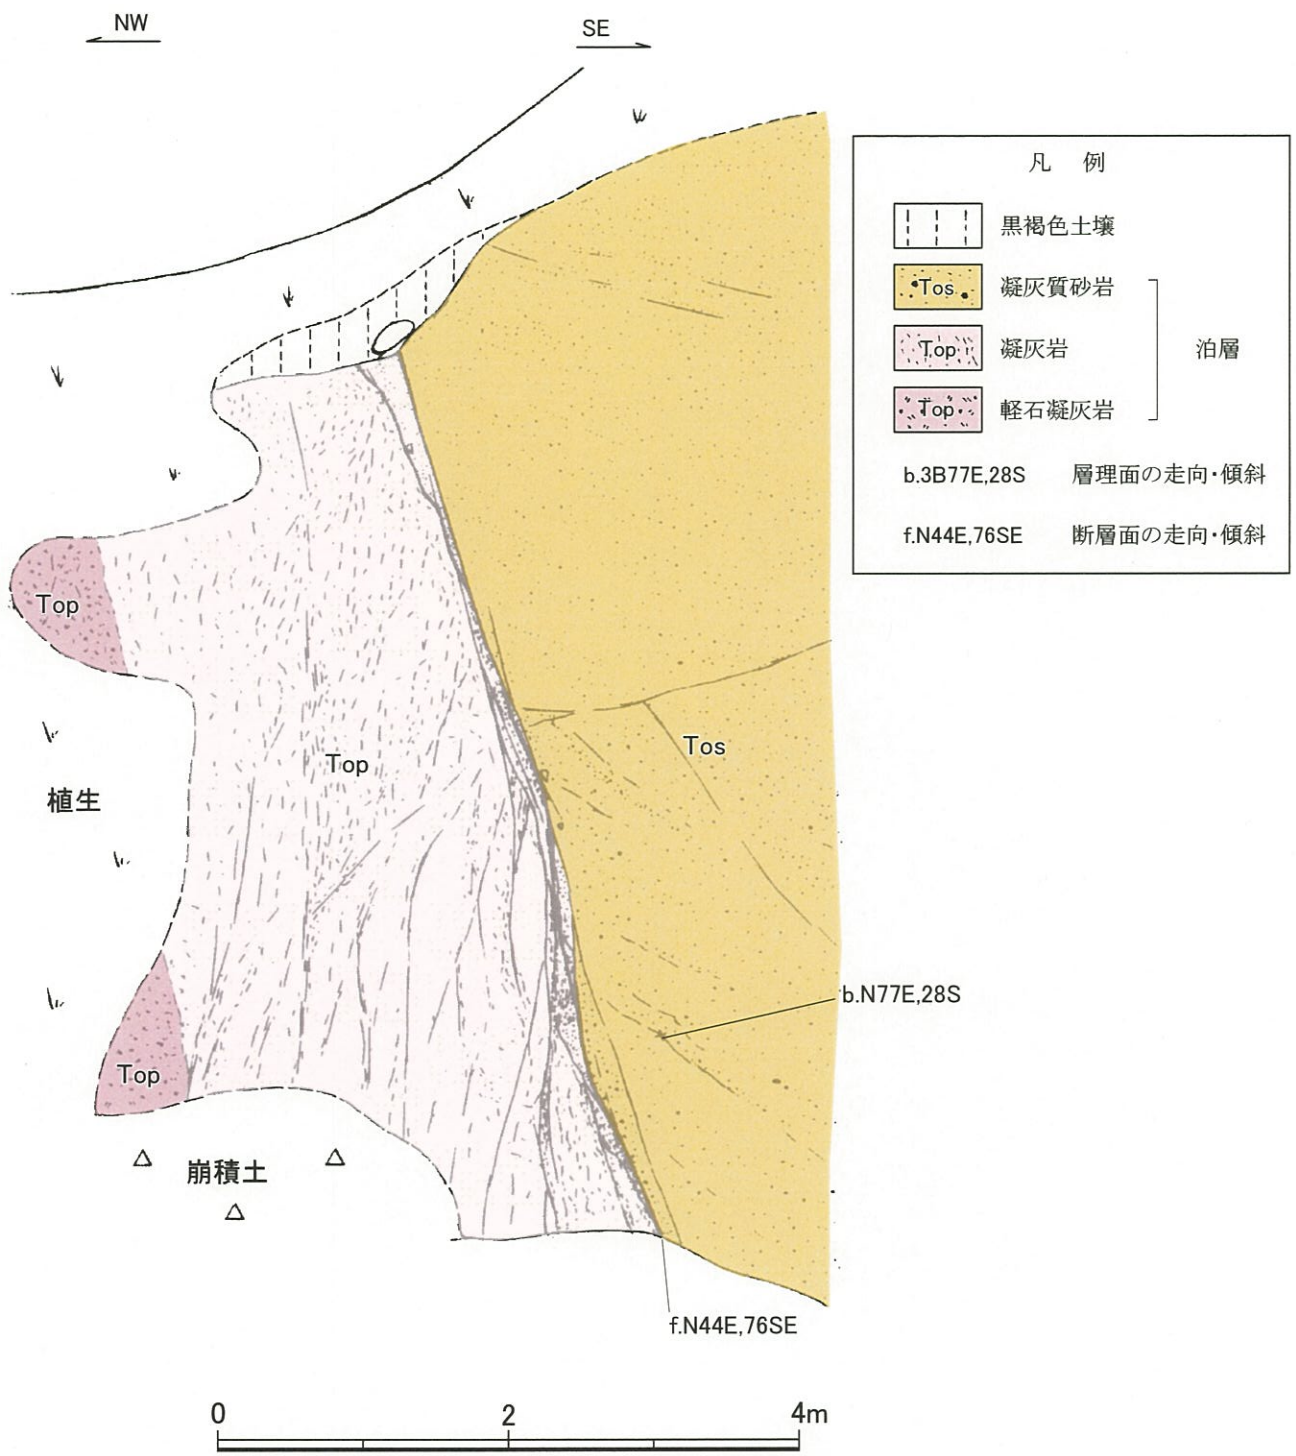 NW
SE
凡 例
黒褐色土壌
Tos 凝灰質砂岩
Top 凝灰岩
泊層
Top 軽石凝灰岩
b.3B77E,28S 層理面の走向・傾斜
f.N44E,76SE 断層面の走向・傾斜
Top
Tos
Top
植生
b.N77E,28S
Top
崩積土
f.N44E,76SE
0 2 4m